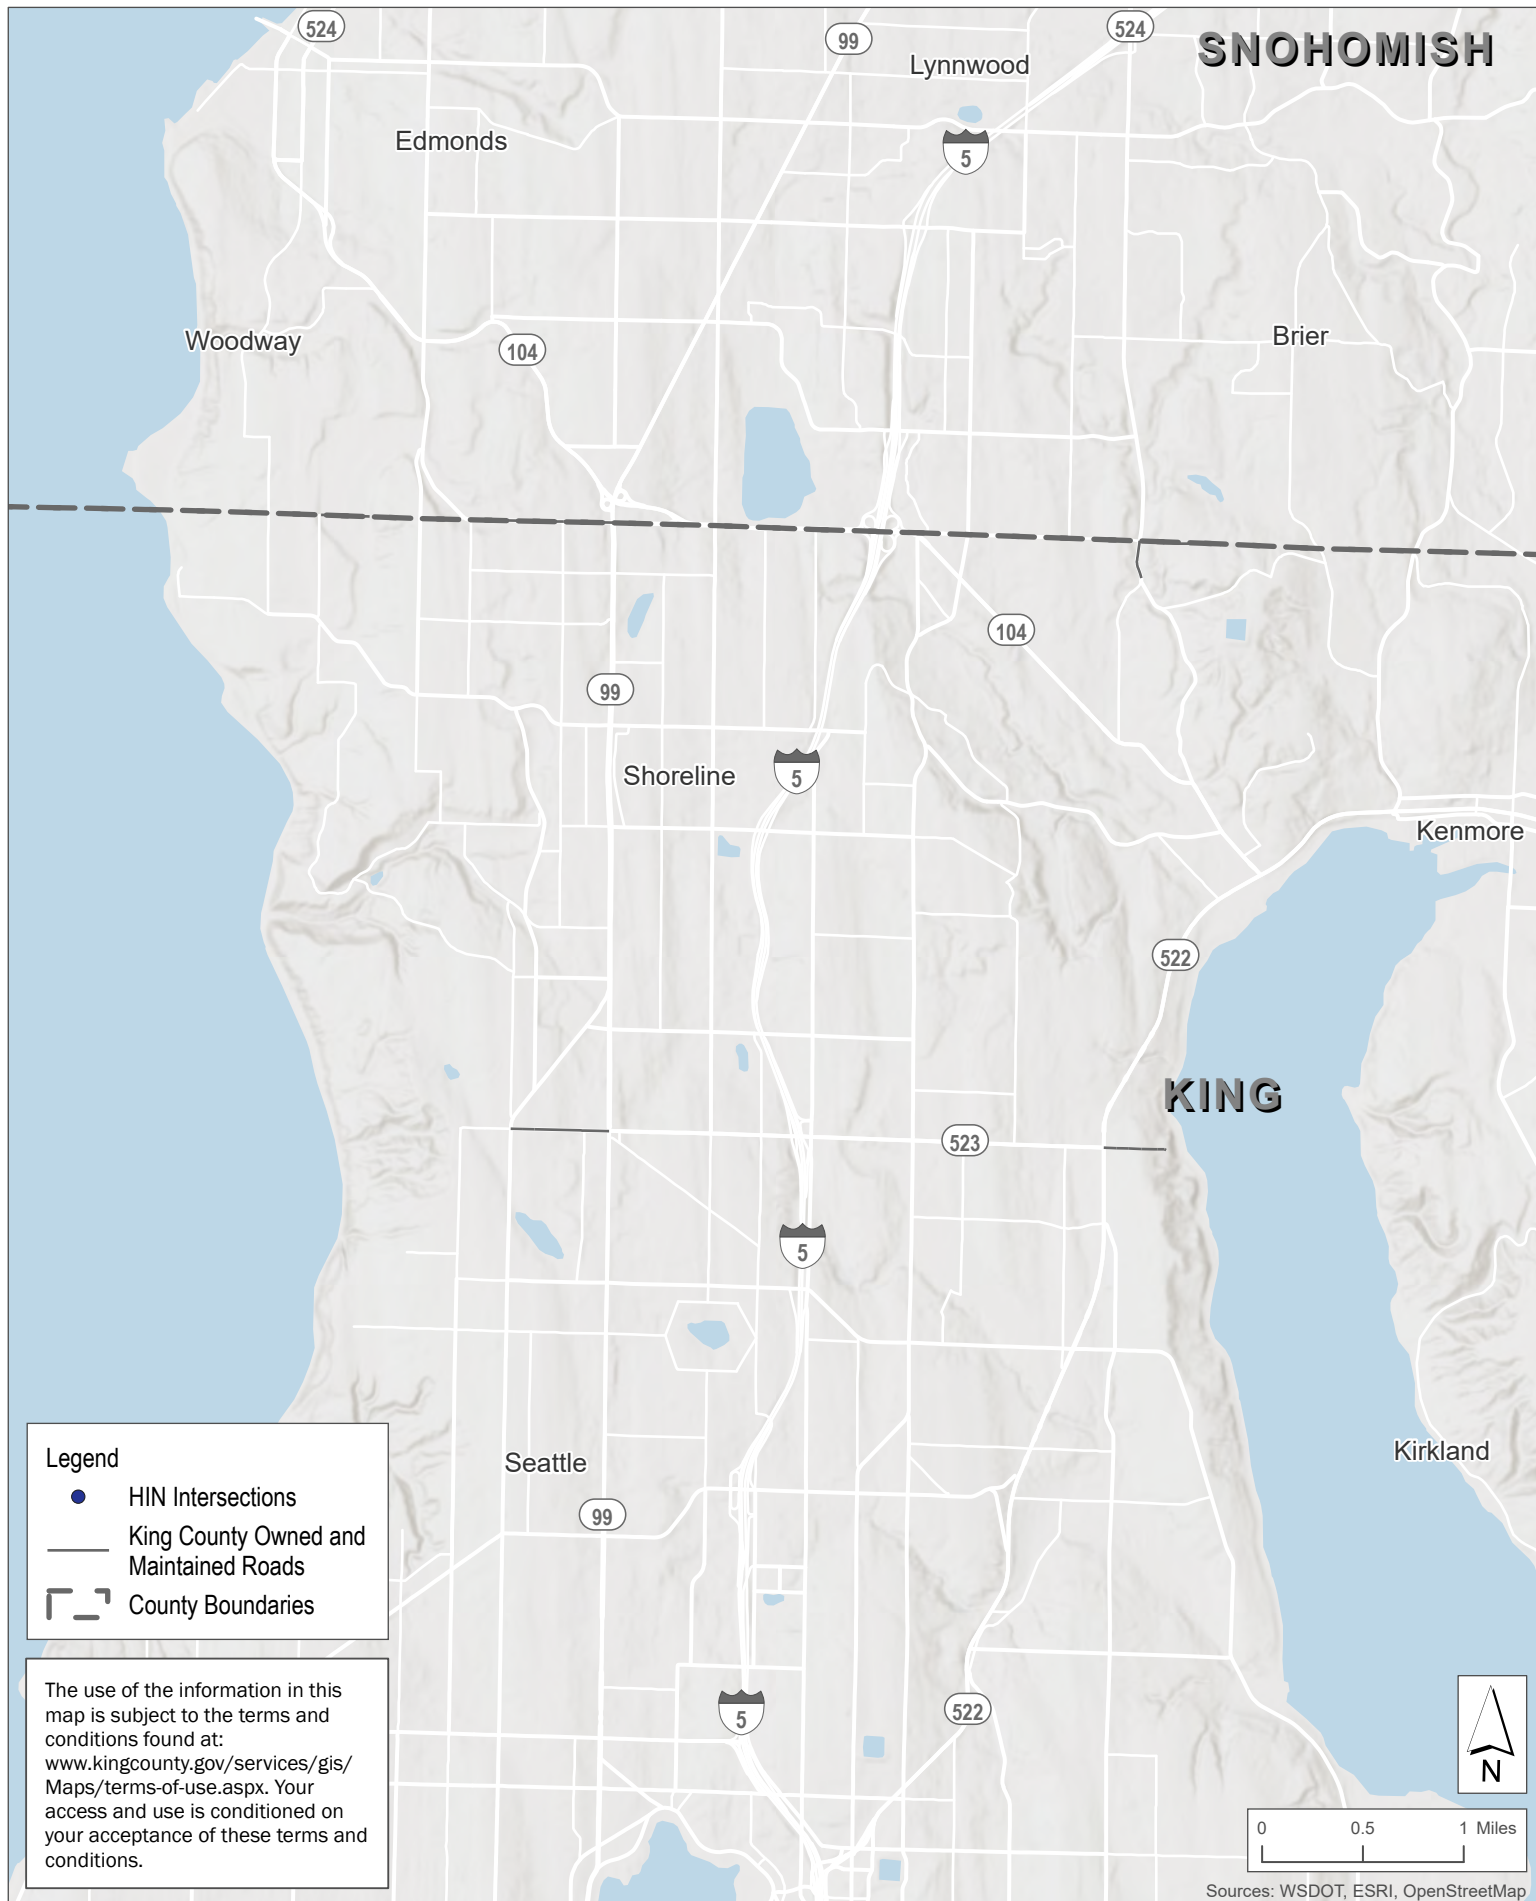 524
99
524
SNOHOMISH
Lynnwood
Edmonds
5
Woodway
Brier
104
104
99
Shoreline
5
Kenmore
522
KING
523
5
Kirkland
Seattle
99
522
5
Legend
HIN Intersections
King County Owned and
Maintained Roads
County Boundaries
The use of the information in this
map is subject to the terms and
conditions found at:
www.kingcounty.gov/services/gis/
Maps/terms-of-use.aspx. Your
access and use is conditioned on
your acceptance of these terms and
conditions.
N
0 0.5 1 Miles
Sources: WSDOT, ESRI, OpenStreetMap